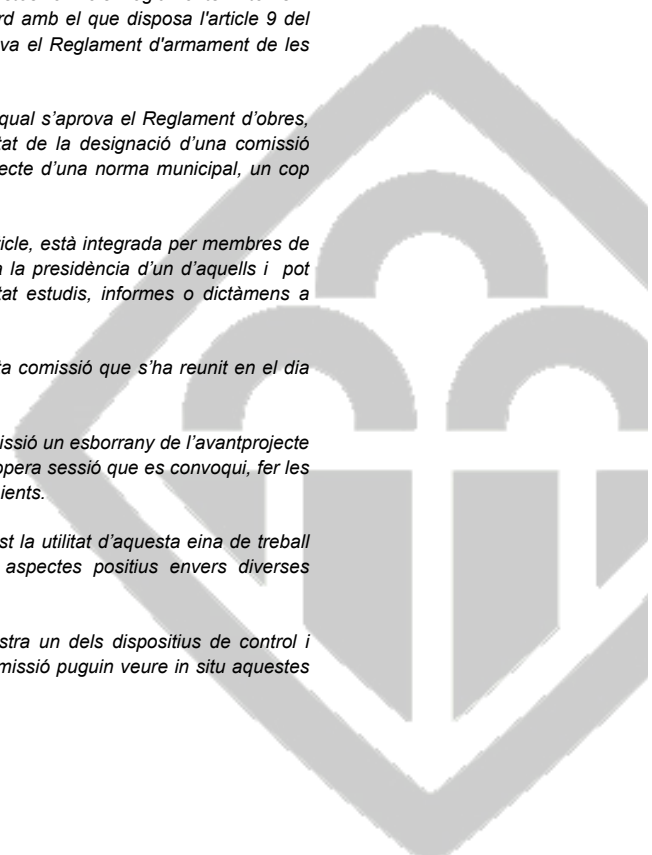 rd amb el que disposa l'article 9 del
va el Reglament d'armament de les
qual s'aprova el Reglament d'obres,
tat de la designació d'una comissió
ecte d'una norma municipal, un cop
icle, està integrada per membres de
a la presidència d'un d'aquells i pot
tat estudis, informes o dictàmens a
ta comissió que s'ha reunit en el dia
issió un esborrany de l'avantprojecte
opera sessió que es convoqui, fer les
ients.
st la utilitat d'aquesta eina de treball
aspectes positius envers diverses
stra un dels dispositius de control i
missió puguin veure in situ aquestes